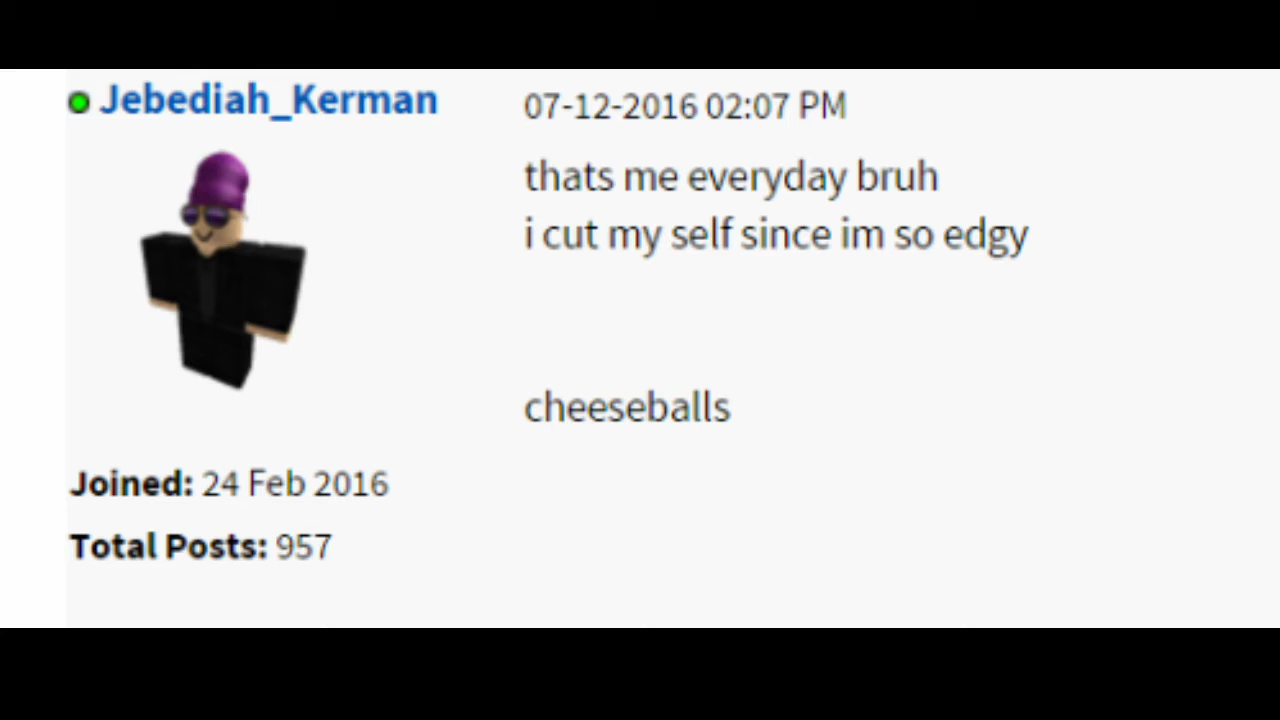 Jebediah_Kerman
07-12-2016 02:07 PM
thats me everyday bruh
i cut my self since im so edgy
cheeseballs
Joined: 24 Feb 2016
Total Posts: 957